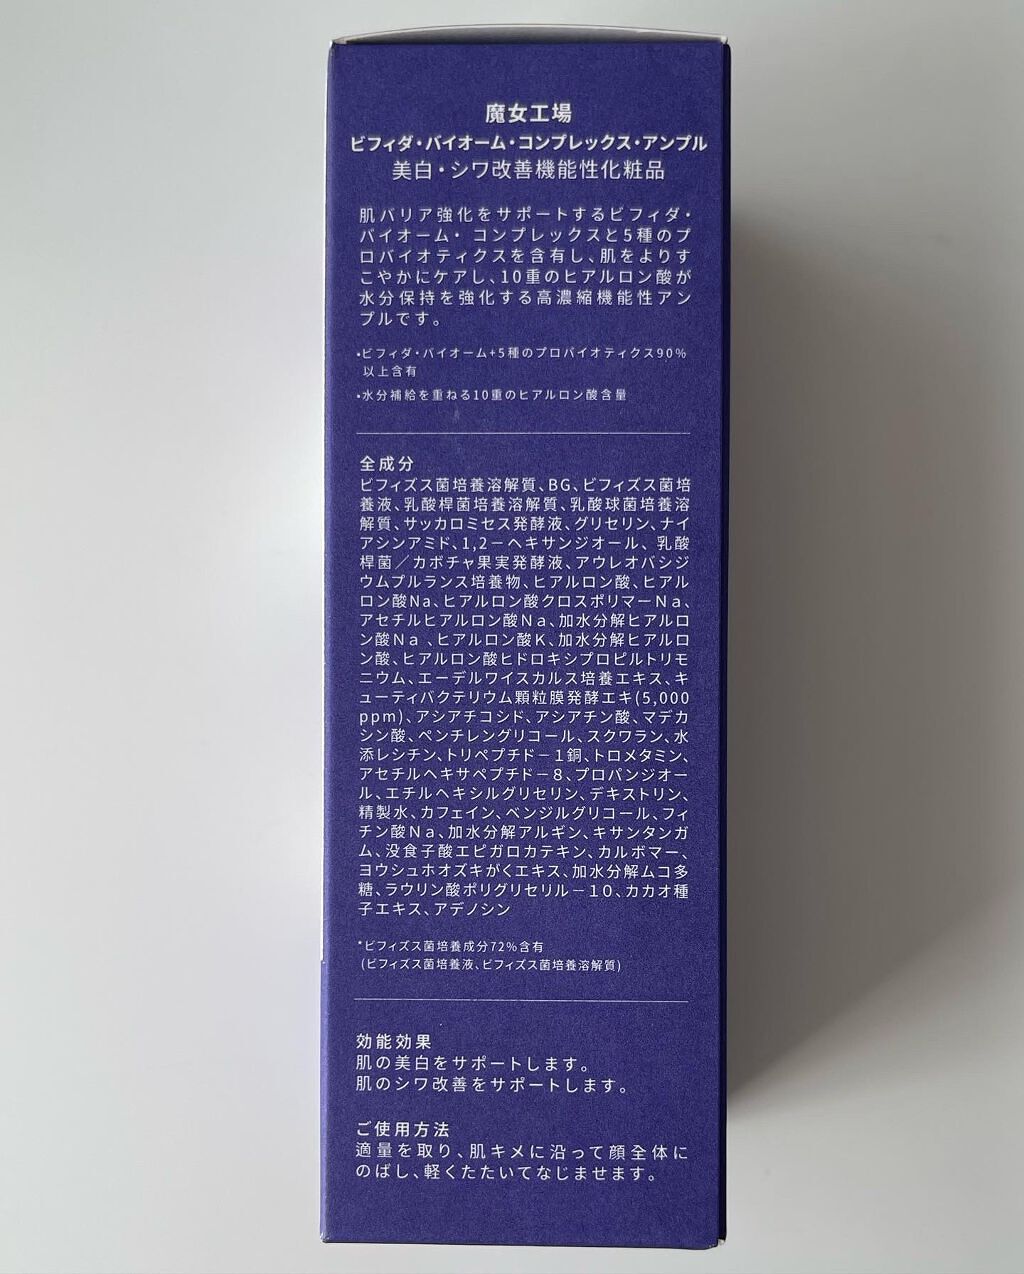 魔女工場
ビフィダ・バイオーム・コンプレックス・アンプル
美白・シワ改善機能性化粧品
肌バリア強化をサポートするビフィダ・
バイオーム・ コンプレックスと5種のプ
ロバイオティクスを含有し、肌をよりす
こやかにケアし、10重のヒアルロン酸が
水分保持を強化する高濃縮機能性アン
プルです。
•ビフィダ・バイオーム+5種のプロバイオティクス90%
以上含有
•水分補給を重ねる10重のヒアルロン酸含量
全成分
ビフィズス菌培養溶解質、BG、ビフィズス菌培
養液、乳酸桿菌培養溶解質、乳酸球菌培養溶
解質、サッカロミセス発酵液、グリセリン、ナイ
アシンアミド、1,2－ヘキサンジオール、 乳酸
桿菌／カボチャ果実発酵液、アウレオバシジ
ウムプルランス培養物、ヒアルロン酸、ヒアル
ロン酸Na、ヒアルロン酸クロスポリマーＮａ、
アセチルヒアルロン酸Ｎａ、加水分解ヒアルロ
ン酸Ｎａ 、ヒアルロン酸Ｋ、加水分解ヒアルロ
ン酸、ヒアルロン酸ヒドロキシプロピルトリモ
ニウム、エーデルワイスカルス培養エキス、キ
ューティバクテリウム顆粒膜発酵エキ(5,000
ppm)、アシアチコシド、アシアチン酸、マデカ
シン酸、ペンチレングリコール、スクワラン、水
添レシチン、トリペプチド－１銅、トロメタミン、
アセチルヘキサペプチド－８、プロパンジオー
ル、エチルヘキシルグリセリン、デキストリン、
精製水、カフェイン、ベンジルグリコール、フィ
チン酸Ｎａ、加水分解アルギン、キサンタンガ
ム、没食子酸エピガロカテキン、カルボマー、
ヨウシュホオズキがくエキス、加水分解ムコ多
糖、ラウリン酸ポリグリセリル－１０、カカオ種
子エキス、アデノシン
*ビフィズス菌培養成分72%含有
(ビフィズス菌培養液、ビフィズス菌培養溶解質)
効能効果
肌の美白をサポートします。
肌のシワ改善をサポートします。
ご使用方法
適量を取り、肌キメに沿って顔全体に
のばし、軽くたたいてなじませます。